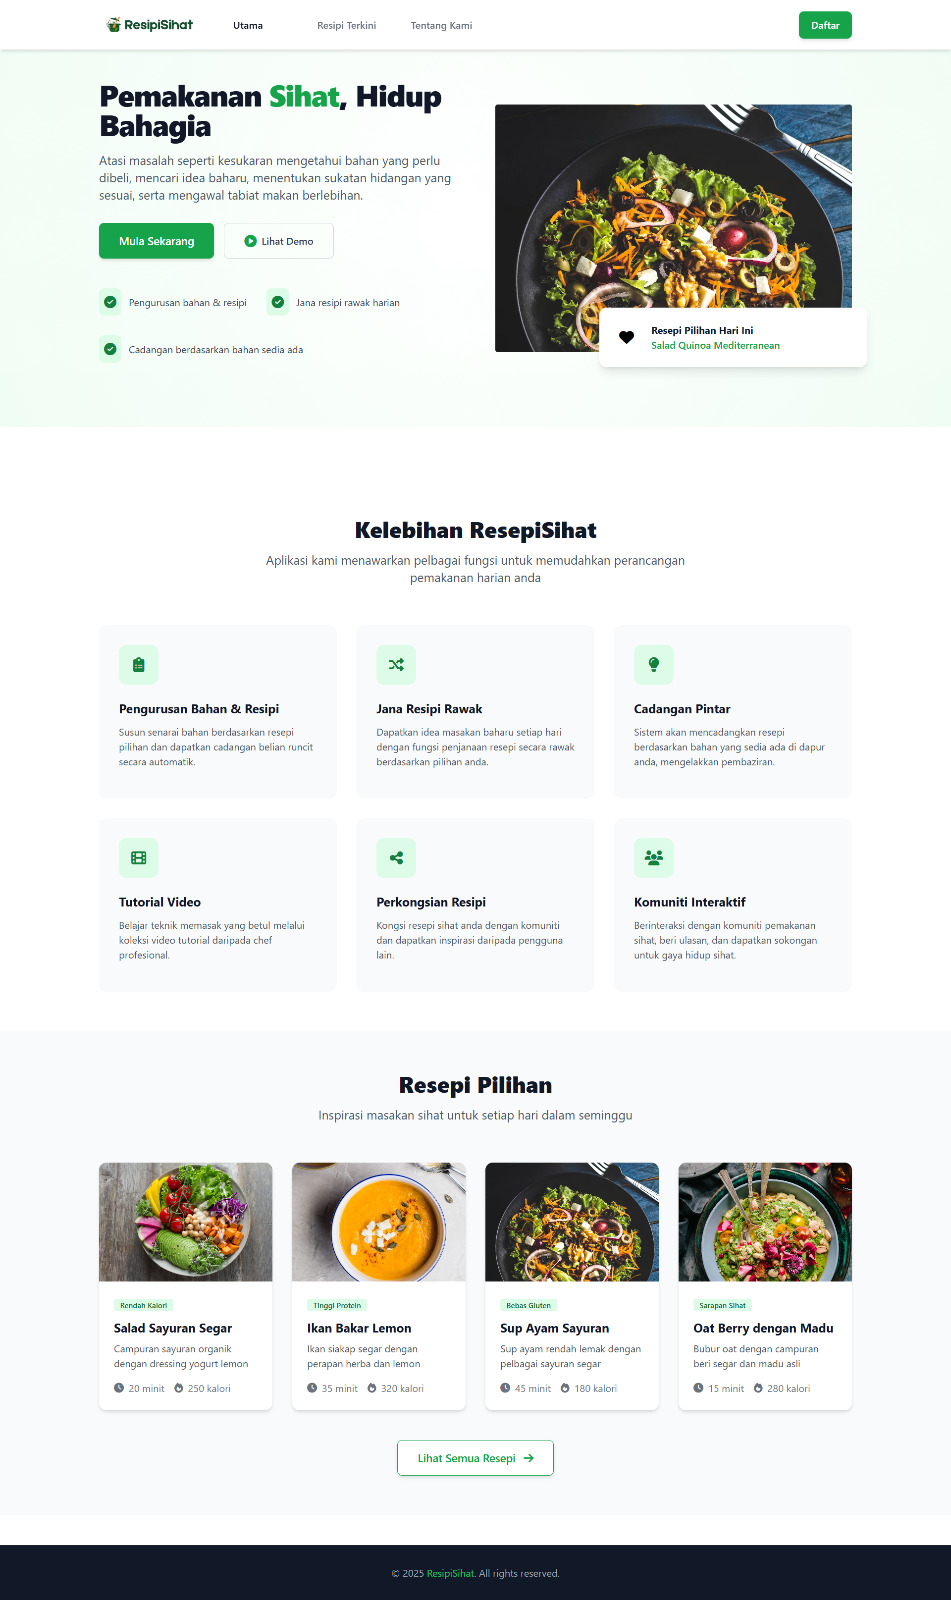 ResipiSihat
Utama
Resipi Terkini
Tentang Kami
Daftar
Pemakanan Sihat, Hidup
Bahagia
Atasi masalah seperti kesukaran mengetahui bahan yang perlu
dibeli, mencari idea baharu, menentukan sukatan hidangan yang
sesuai, serta mengawal tabiat makan berlebihan.
Mula Sekarang
Lihat Demo
Pengurusan bahan & resipi
Jana resipi rawak harian
Cadangan berdasarkan bahan sedia ada
Resepi Pilihan Hari Ini
Salad Quinoa Mediterranean
Kelebihan ResepiSihat
Aplikasi kami menawarkan pelbagai fungsi untuk memudahkan perancangan
pemakanan harian anda
Pengurusan Bahan & Resipi
Susun senarai bahan berdasarkan resepi
pilihan dan dapatkan cadangan belian runcit
secara automatik.
Jana Resipi Rawak
Dapatkan idea masakan baharu setiap hari
dengan fungsi penjanaan resepi secara rawak
berdasarkan pilihan anda.
Cadangan Pintar
Sistem akan mencadangkan resepi
berdasarkan bahan yang sedia ada di dapur
anda, mengelakkan pembaziran.
Tutorial Video
Belajar teknik memasak yang betul melalui
koleksi video tutorial daripada chef
profesional.
Perkongsian Resipi
Kongsi resepi sihat anda dengan komuniti
dan dapatkan inspirasi daripada pengguna
lain.
Komuniti Interaktif
Berinteraksi dengan komuniti pemakanan
sihat, beri ulasan, dan dapatkan sokongan
untuk gaya hidup sihat.
Resepi Pilihan
Inspirasi masakan sihat untuk setiap hari dalam seminggu
Rendah Kalori
Salad Sayuran Segar
Campuran sayuran organik
dengan dressing yogurt lemon
20 minit 250 kalori
Tinggi Protein
Ikan Bakar Lemon
Ikan siakap segar dengan
perapan herba dan lemon
35 minit 320 kalori
Bebas Gluten
Sup Ayam Sayuran
Sup ayam rendah lemak dengan
pelbagai sayuran segar
45 minit 180 kalori
Sarapan Sihat
Oat Berry dengan Madu
Bubur oat dengan campuran
beri segar dan madu asli
15 minit 280 kalori
Lihat Semua Resepi
© 2025 ResipiSihat. All rights reserved.